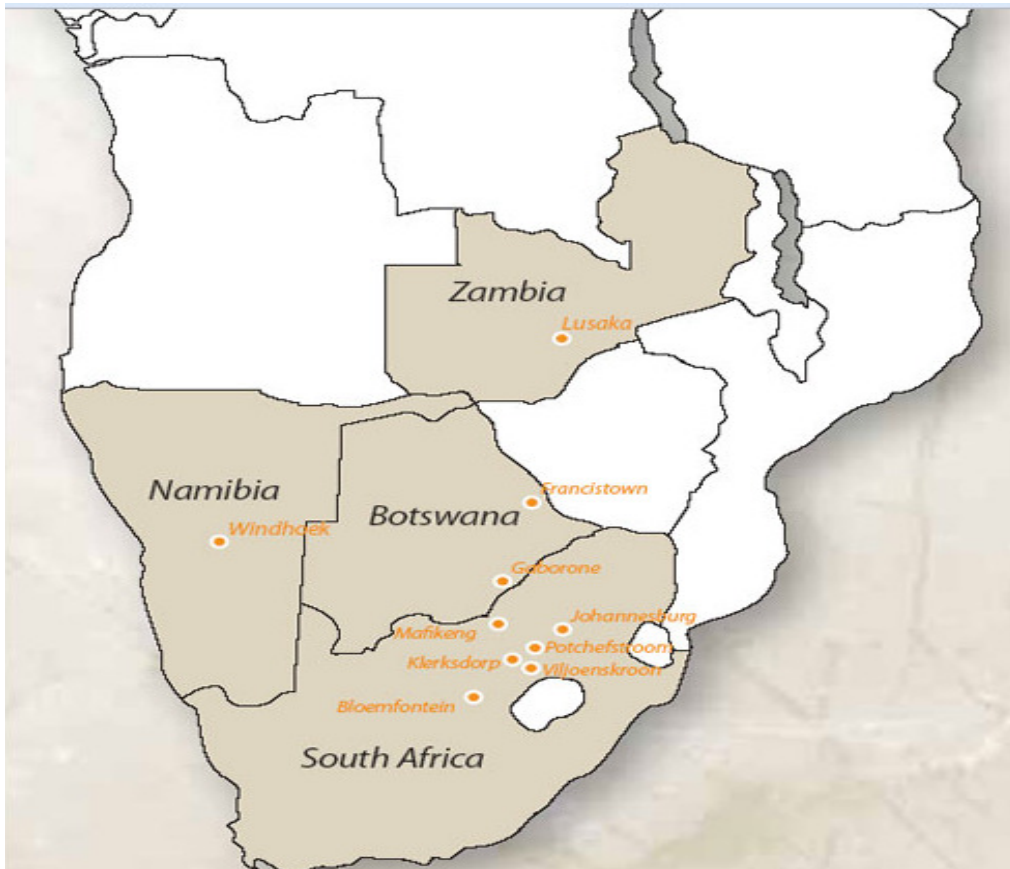 Zambia
Lusaka
Namibia
Windhoek
Botswana
Francistown
Gaborone
Mafikeng
Johannesburg
Potchefstroom
Klerksdorp
Viljoenskroon
Bloemfontein
South Africa